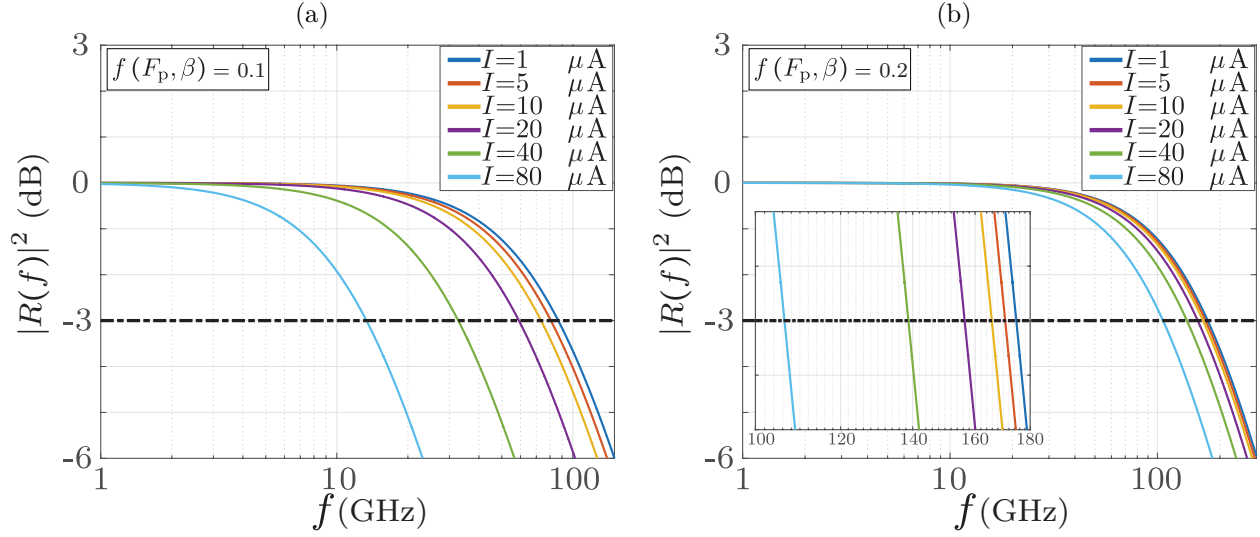 (a)
3
0
-3
-6
|R(f)|² (dB)
f (Fp, β) = 0.1
I=1 μA
I=5 μA
I=10 μA
I=20 μA
I=40 μA
I=80 μA
1 10 100
f (GHz)
(b)
3
0
-3
-6
|R(f)|² (dB)
f (Fp, β) = 0.2
I=1 μA
I=5 μA
I=10 μA
I=20 μA
I=40 μA
I=80 μA
100 120 140 160 180
1 10 100
f (GHz)